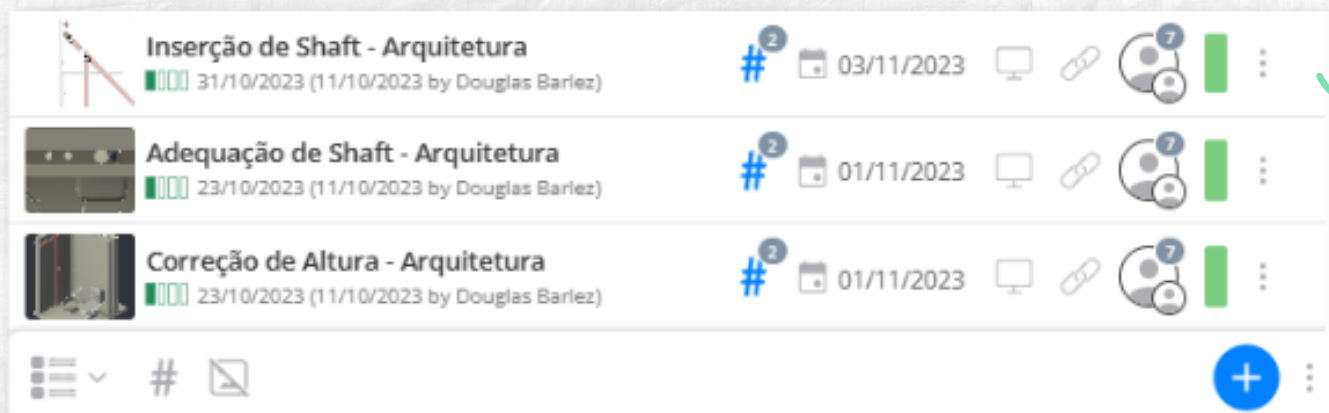 Inserção de Shaft - Arquitetura
31/10/2023 (11/10/2023 by Douglas Barlez)
# 2 03/11/2023 7
Adequação de Shaft - Arquitetura
23/10/2023 (11/10/2023 by Douglas Barlez)
# 2 01/11/2023 7
Correção de Altura - Arquitetura
23/10/2023 (11/10/2023 by Douglas Barlez)
# 2 01/11/2023 7
#
+